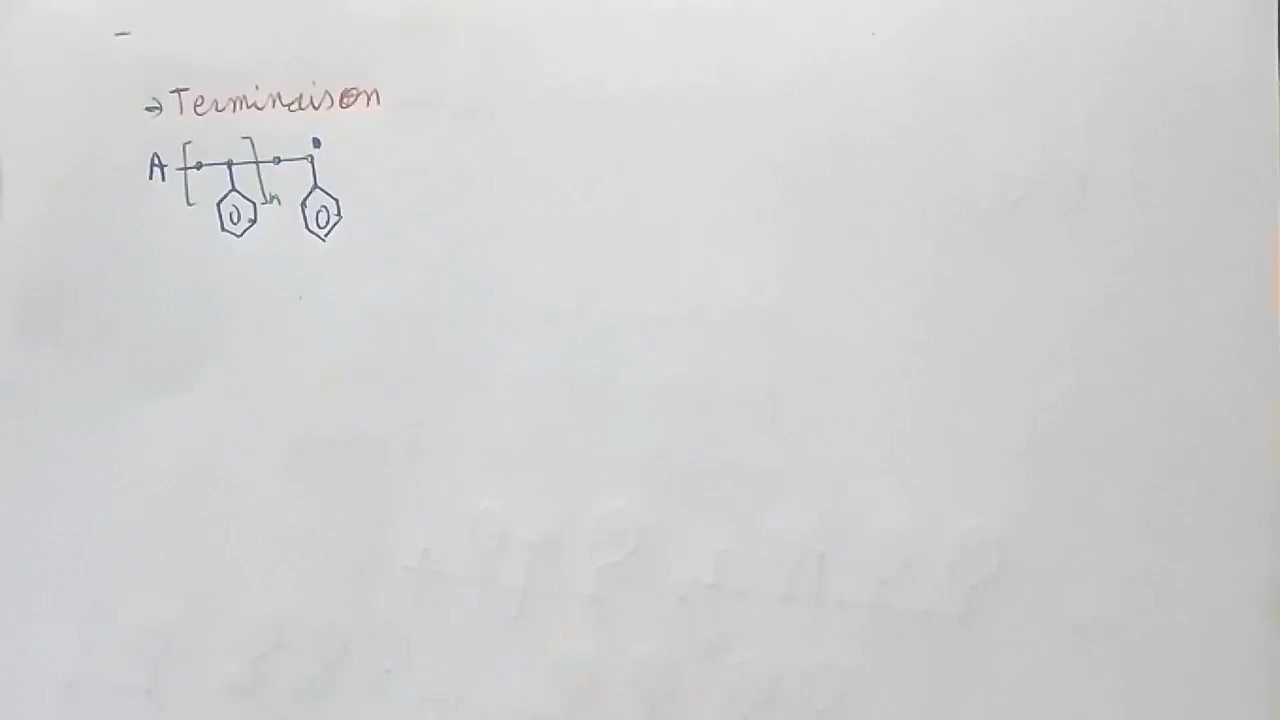 → Terminaison
A [ ]n